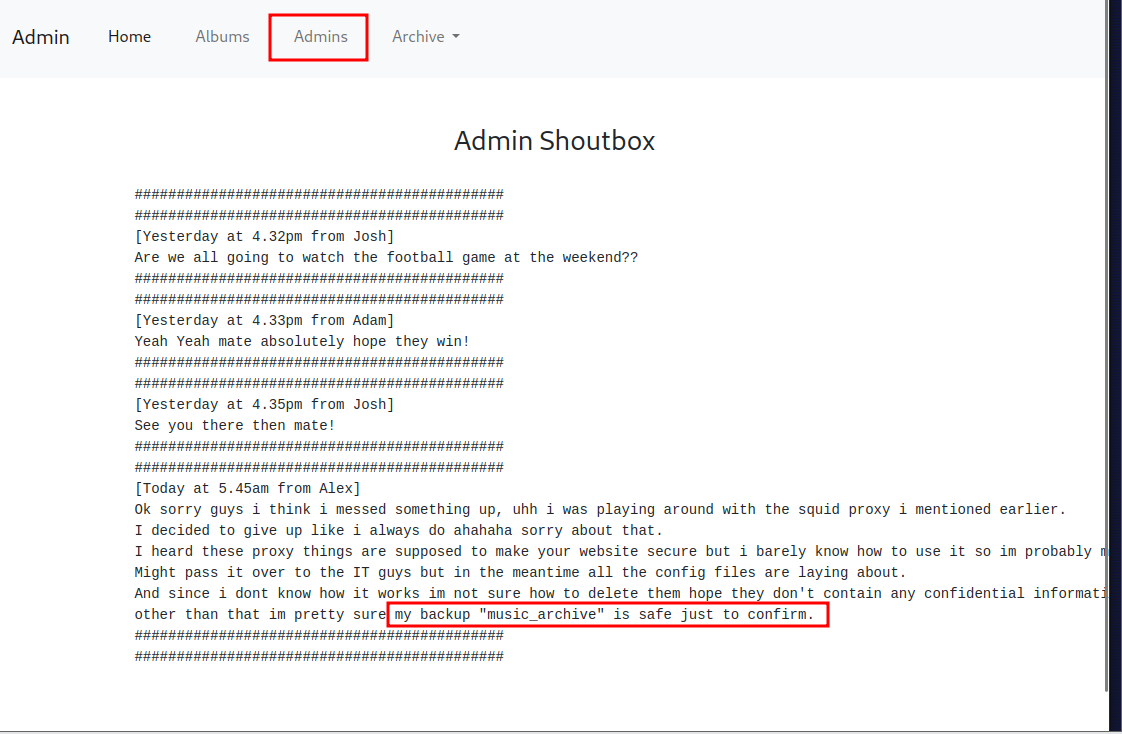 Admin Home Albums Admins Archive
Admin Shoutbox
############################################
############################################
[Yesterday at 4.32pm from Josh]
Are we all going to watch the football game at the weekend??
############################################
############################################
[Yesterday at 4.33pm from Adam]
Yeah Yeah mate absolutely hope they win!
############################################
############################################
[Yesterday at 4.35pm from Josh]
See you there then mate!
############################################
############################################
[Today at 5.45am from Alex]
Ok sorry guys i think i messed something up, uhh i was playing around with the squid proxy i mentioned earlier.
I decided to give up like i always do ahahaha sorry about that.
I heard these proxy things are supposed to make your website secure but i barely know how to use it so im probably
Might pass it over to the IT guys but in the meantime all the config files are laying about.
And since i dont know how it works im not sure how to delete them hope they don't contain any confidential
other than that im pretty sure my backup "music_archive" is safe just to confirm.
############################################
############################################